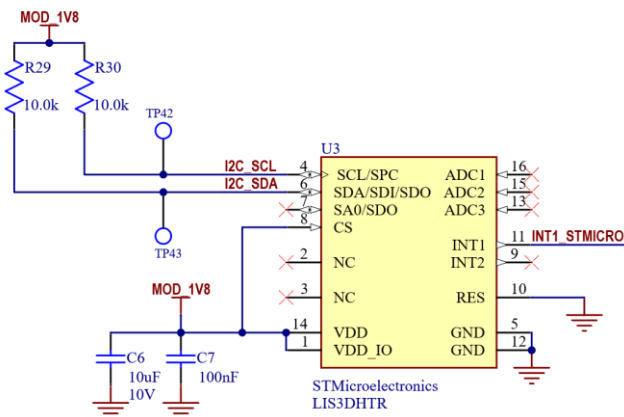 MOD_1V8
R29
R30
10.0k
10.0k
TP42
U3
I2C_SCL
4
SCL/SPC
ADC1
16
I2C_SDA
6
SDA/SDI/SDO
ADC2
15
7
SA0/SDO
ADC3
13
8
CS
TP43
INT1
11
INT1_STMICRO
2
NC
INT2
9
MOD_1V8
3
NC
RES
10
14
VDD
GND
5
1
VDD_IO
GND
12
C6
10uF
10V
C7
100nF
STMicroelectronics
LIS3DHTR